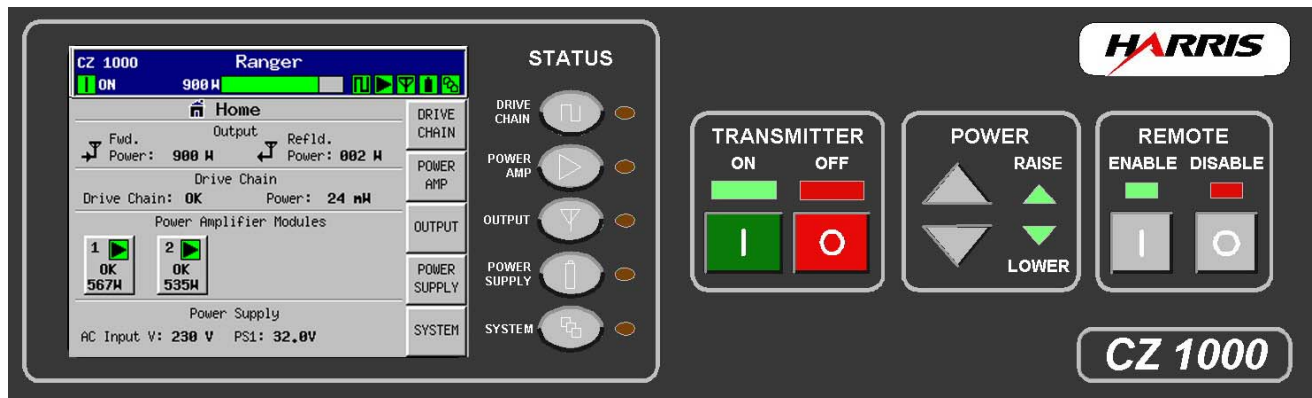 CZ 1000 Ranger
ON 900 W
Home
Output
Fwd.
Power: 900 W
Refld.
Power: 002 W
Drive Chain
Drive Chain: OK Power: 24 mW
Power Amplifier Modules
1
OK
567W
2
OK
535W
Power Supply
AC Input V: 230 V PS1: 32.0V
DRIVE
CHAIN
POWER
AMP
OUTPUT
POWER
SUPPLY
SYSTEM
STATUS
DRIVE
CHAIN
POWER
AMP
OUTPUT
POWER
SUPPLY
SYSTEM
TRANSMITTER
ON OFF
I O
POWER
RAISE
LOWER
REMOTE
ENABLE DISABLE
I O
HARRIS
CZ 1000